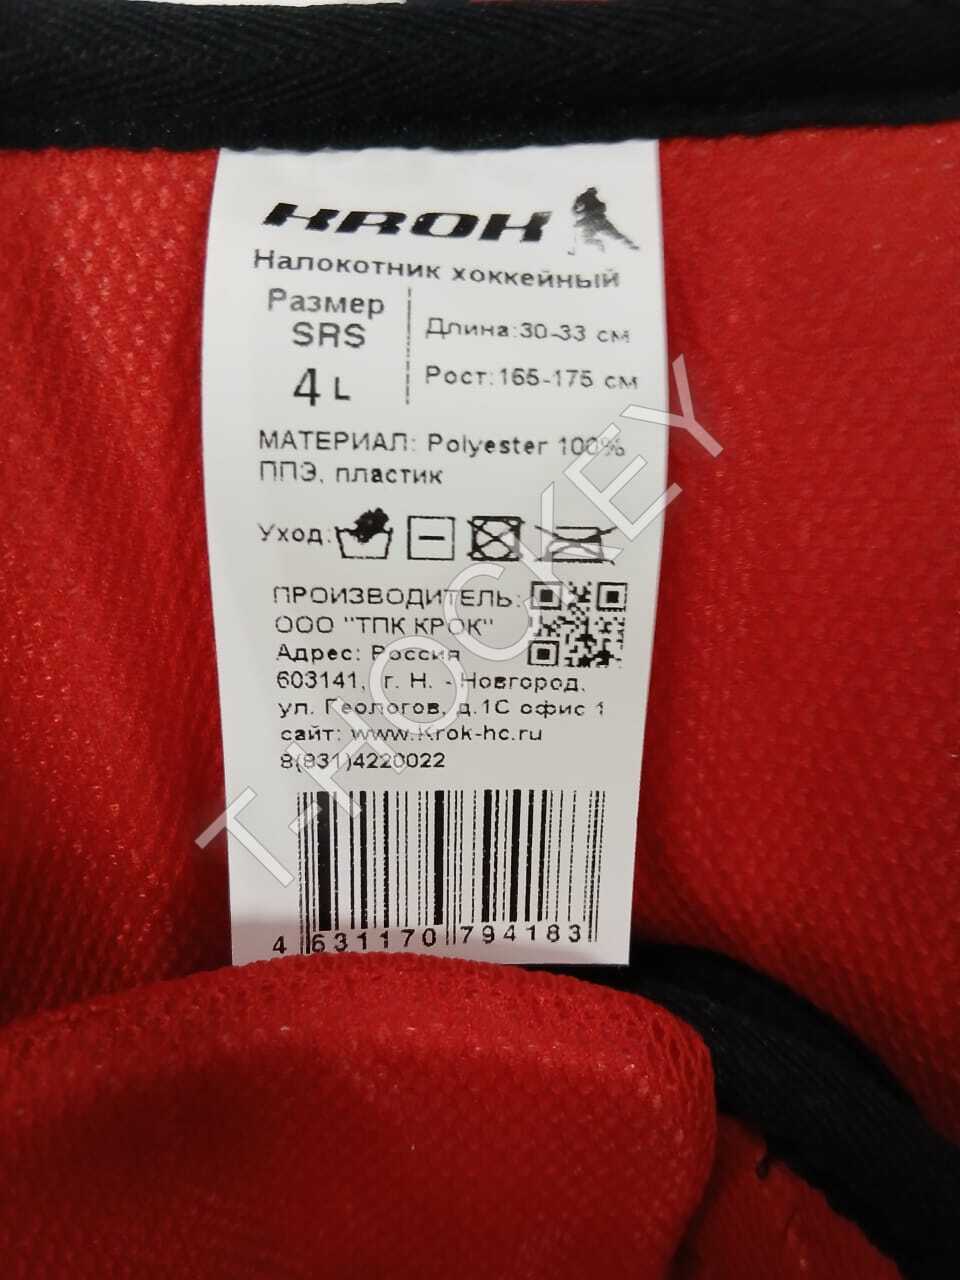 KROK
Налокотник хоккейный
Размер
SRS
4 L
Длина:30-33 см
Рост:165-175 см
МАТЕРИАЛ: Polyester 100%
ППЭ, пластик
Уход:
ПРОИЗВОДИТЕЛЬ:
ООО "ТПК КРОК"
Адрес: Россия
603141, г. Н. - Новгород,
ул. Геологов, д.1С офис 1
сайт: www.Krok-hc.ru
8(831)4220022
4 631170 794183
T-HOCKEY